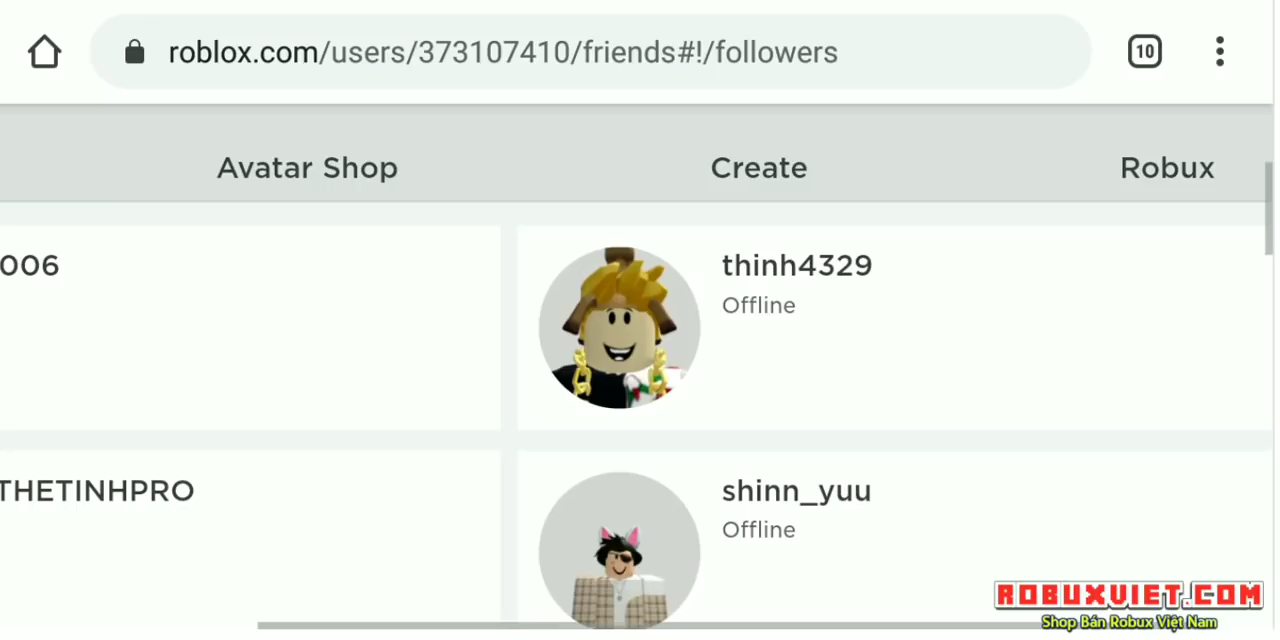 roblox.com/users/373107410/friends#!/followers
10
Avatar Shop
Create
Robux
006
thinh4329
Offline
THETINHPRO
shinn_yuu
Offline
ROBUXVIET.COM
Shop Bán Robux Việt Nam